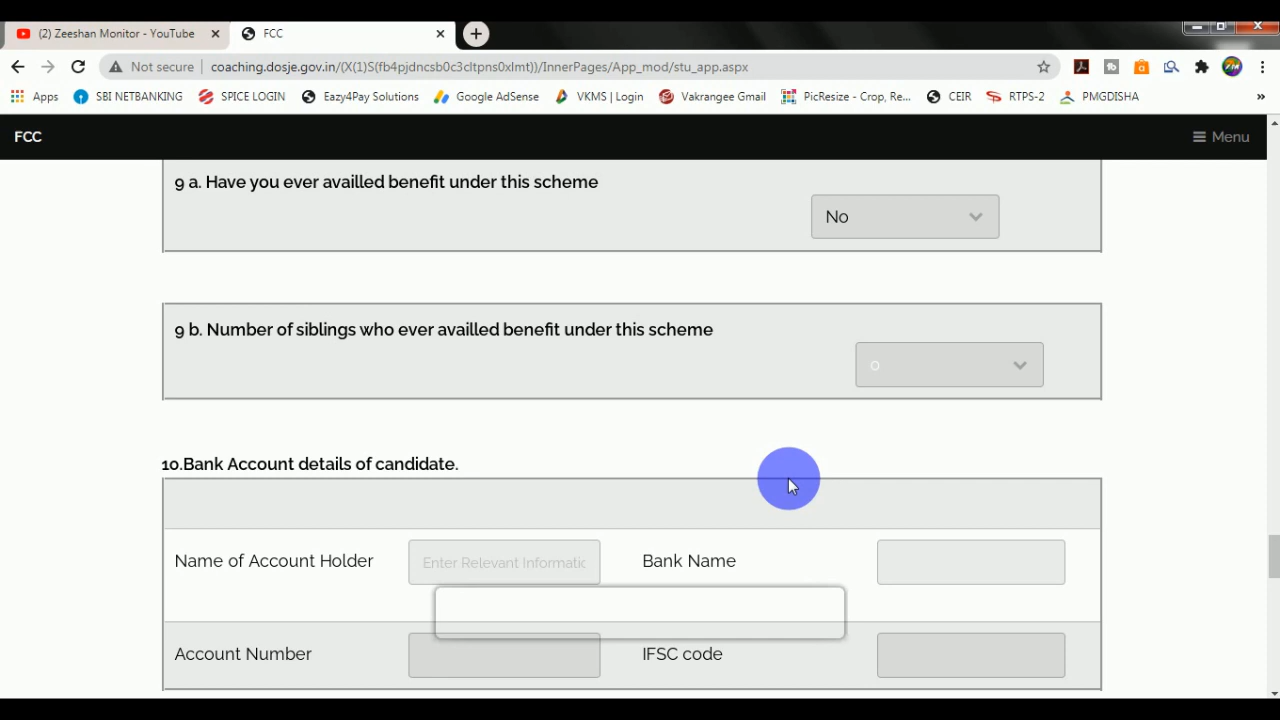 (2) Zeeshan Monitor - YouTube
FCC
Not secure
coaching.dosje.gov.in/(X(1)S(fb4pjdncsb0c3cltpns0xlmt))/InnerPages/App_mod/stu_app.aspx
Apps
SBI NETBANKING
SPICE LOGIN
Eazy4Pay Solutions
Google AdSense
VKMS | Login
Vakrangee Gmail
PicResize - Crop, Re...
CEIR
RTPS-2
PMGDISHA
»
FCC
Menu
9 a. Have you ever availled benefit under this scheme
No
9 b. Number of siblings who ever availled benefit under this scheme
0
10.Bank Account details of candidate.
Name of Account Holder
Enter Relevant Informatic
Bank Name
Account Number
IFSC code